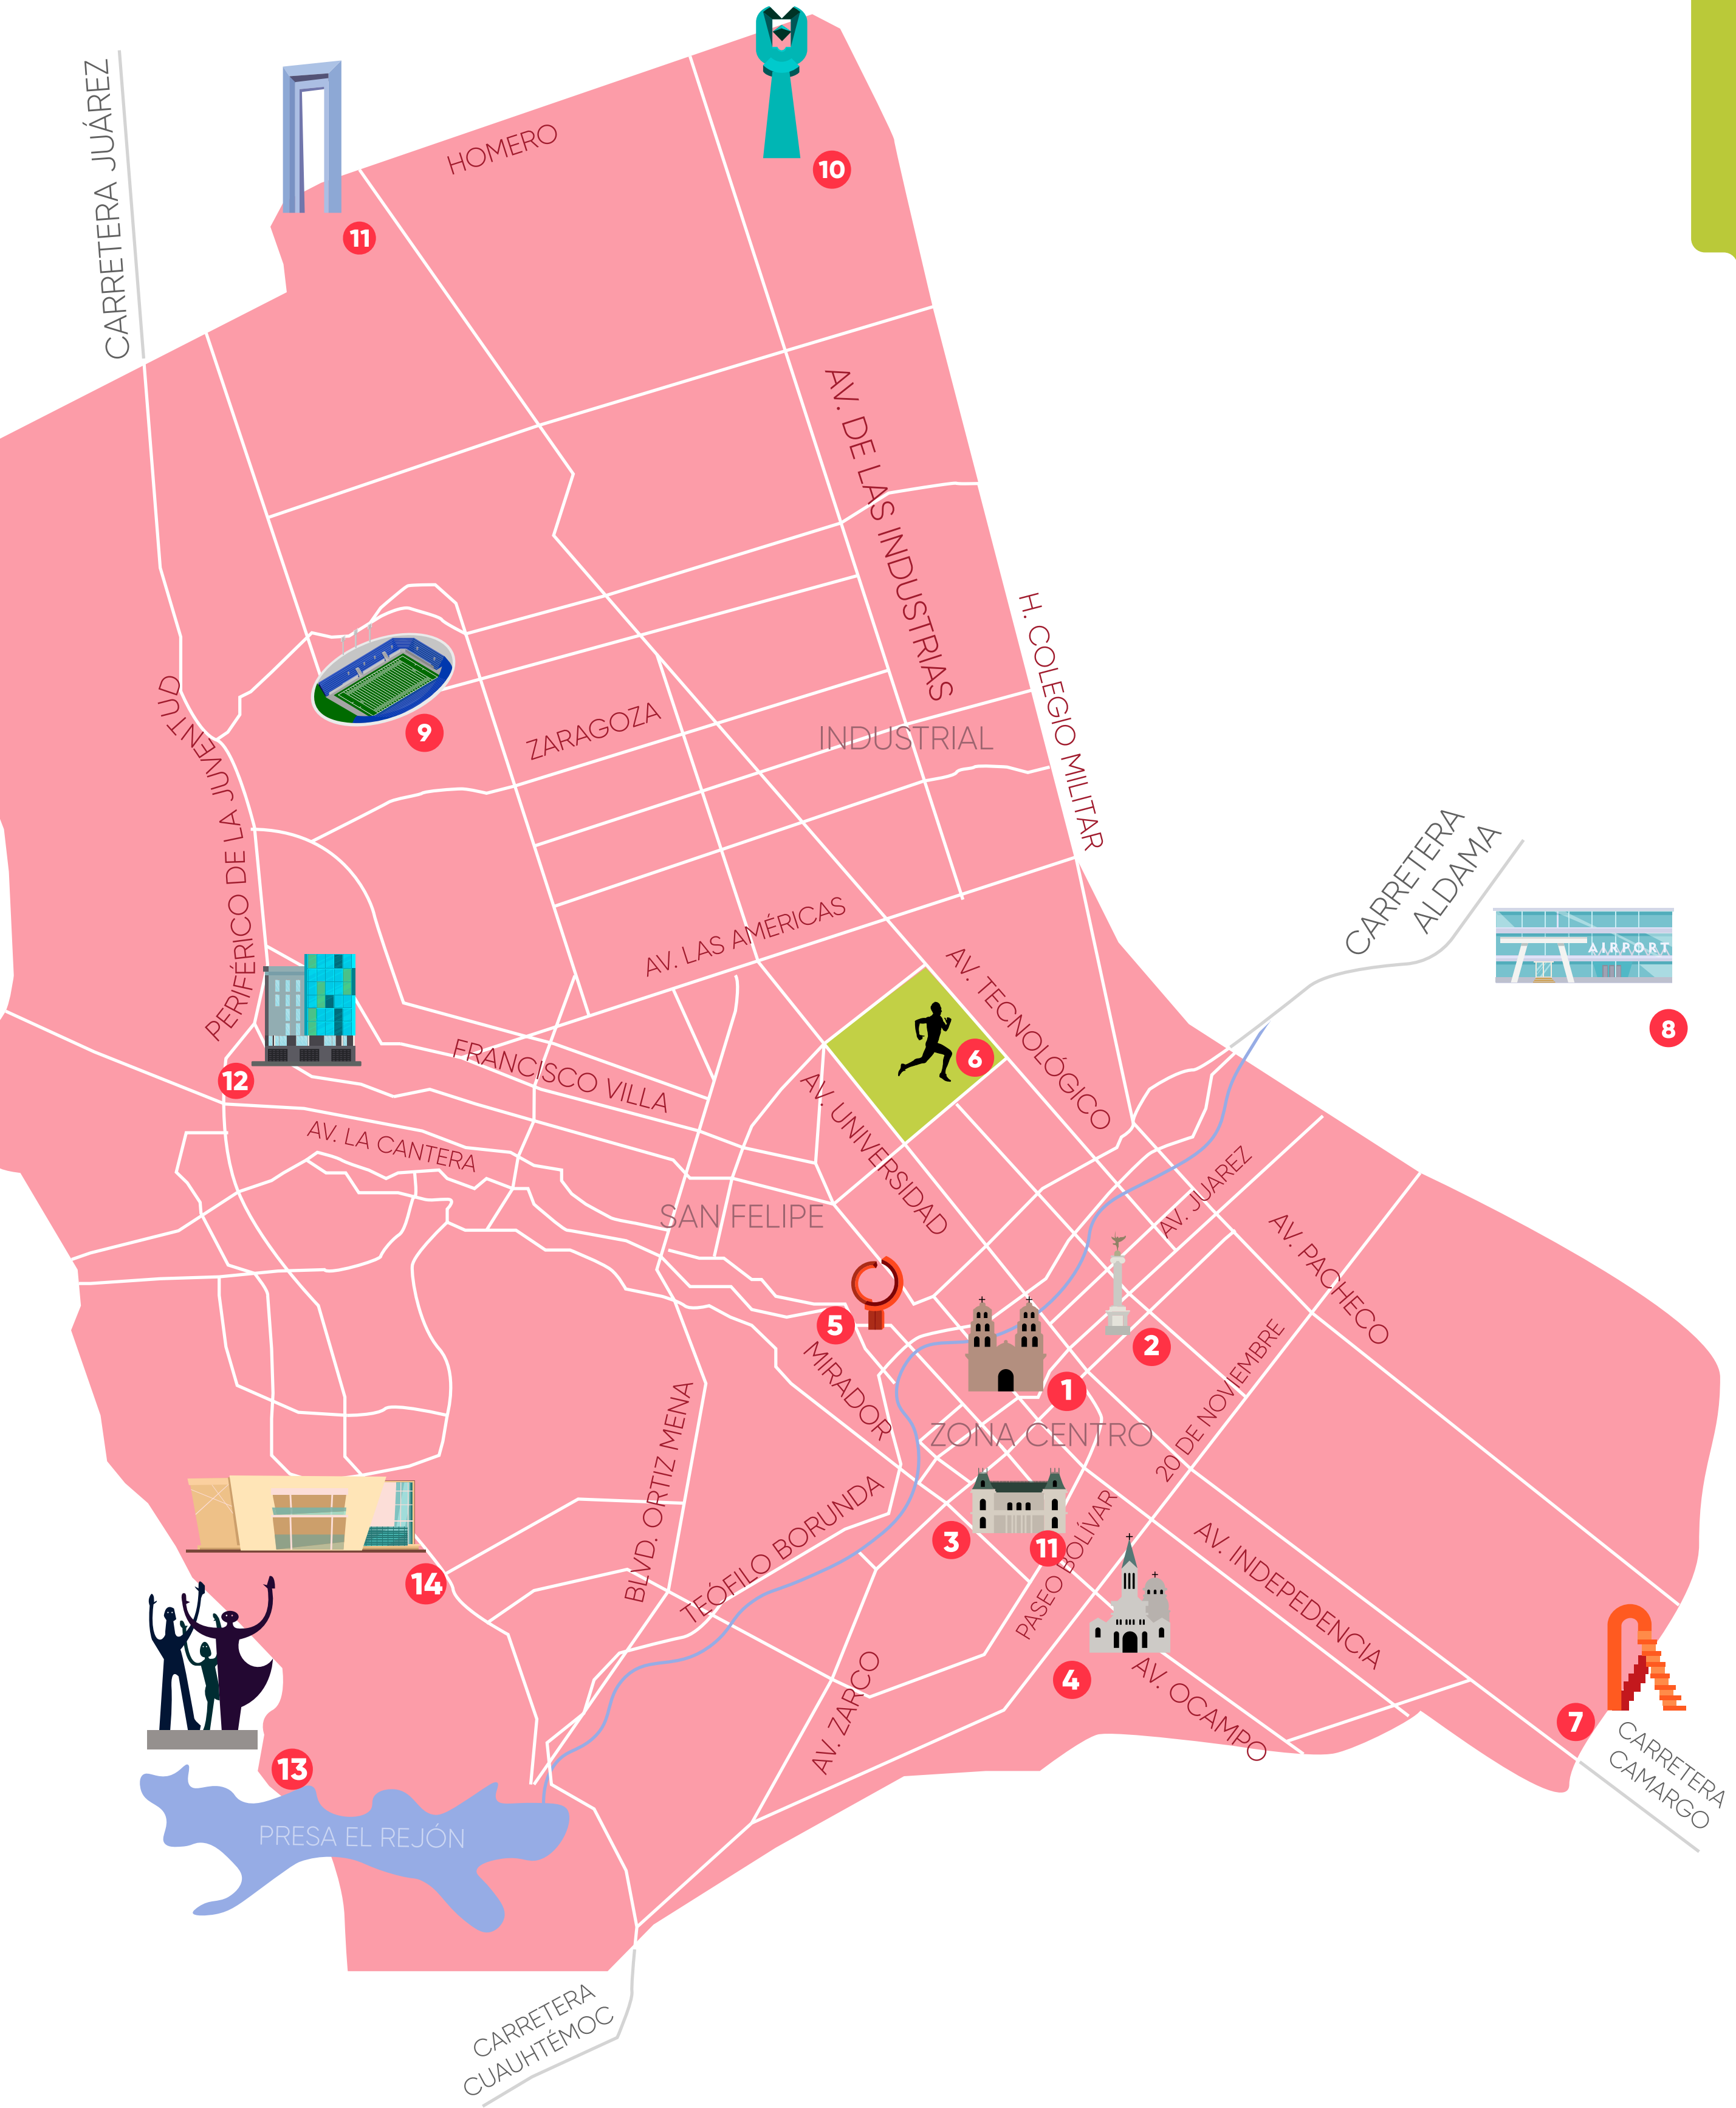 CARRETERA JUÁREZ
HOMERO
10
11
AV. DE LAS INDUSTRIAS
H. COLEGIO MILITAR
PERIFÉRICO DE LA JUVENTUD
9
ZARAGOZA
INDUSTRIAL
CARRETERA
ALDAMA
AIRPORT
8
AV. LAS AMÉRICAS
AV. TECNOLÓGICO
6
FRANCISCO VILLA
12
AV. UNIVERSIDAD
AV. LA CANTERA
SAN FELIPE
AV. JUAREZ
AV. PACHECO
5
MIRADOR
2
1
20 DE NOVIEMBRE
ZONA CENTRO
BLVD. ORTIZ MENA
TEÓFILO BORUNDA
3
11
PASEO BOLÍVAR
AV. INDEPEDENCIA
14
4
AV. OCAMPO
AV. ZARCO
7
CARRETERA
CAMARGO
13
PRESA EL REJÓN
CARRETERA
CUAUHTÉMOC